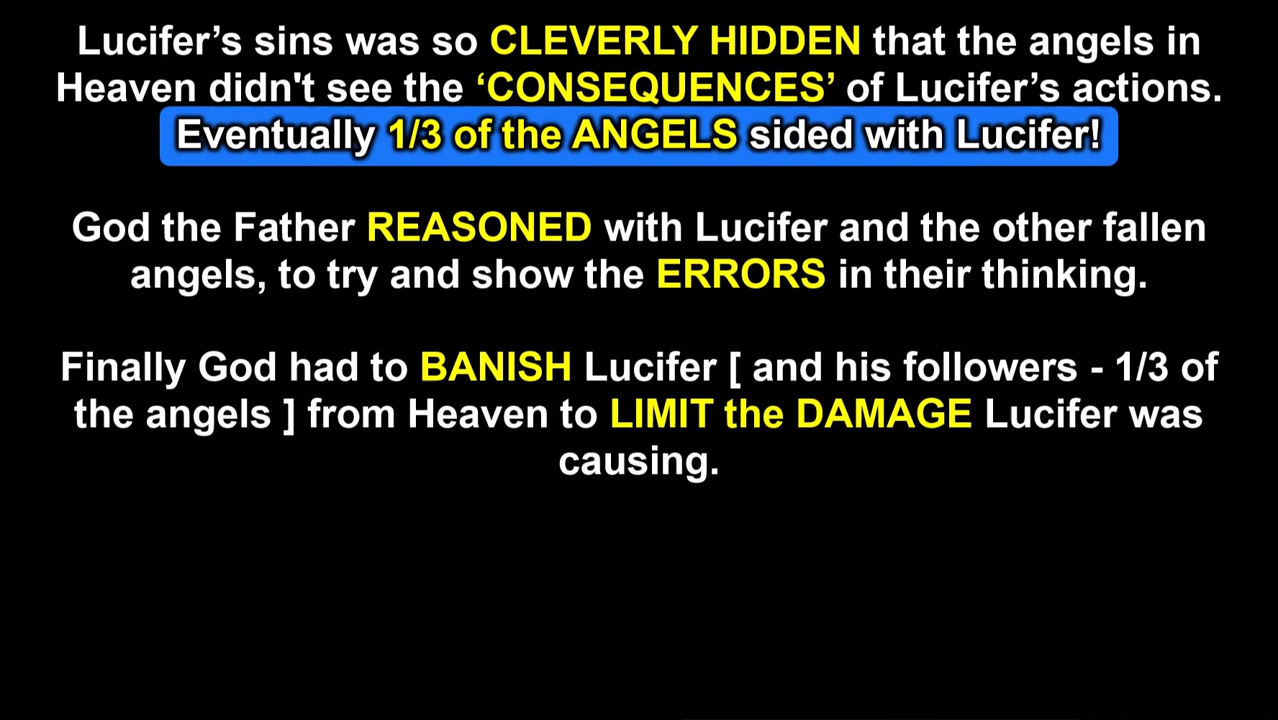 Lucifer’s sins was so CLEVERLY HIDDEN that the angels in
Heaven didn't see the ‘CONSEQUENCES’ of Lucifer’s actions.
Eventually 1/3 of the ANGELS sided with Lucifer!
God the Father REASONED with Lucifer and the other fallen
angels, to try and show the ERRORS in their thinking.
Finally God had to BANISH Lucifer [ and his followers - 1/3 of
the angels ] from Heaven to LIMIT the DAMAGE Lucifer was
causing.